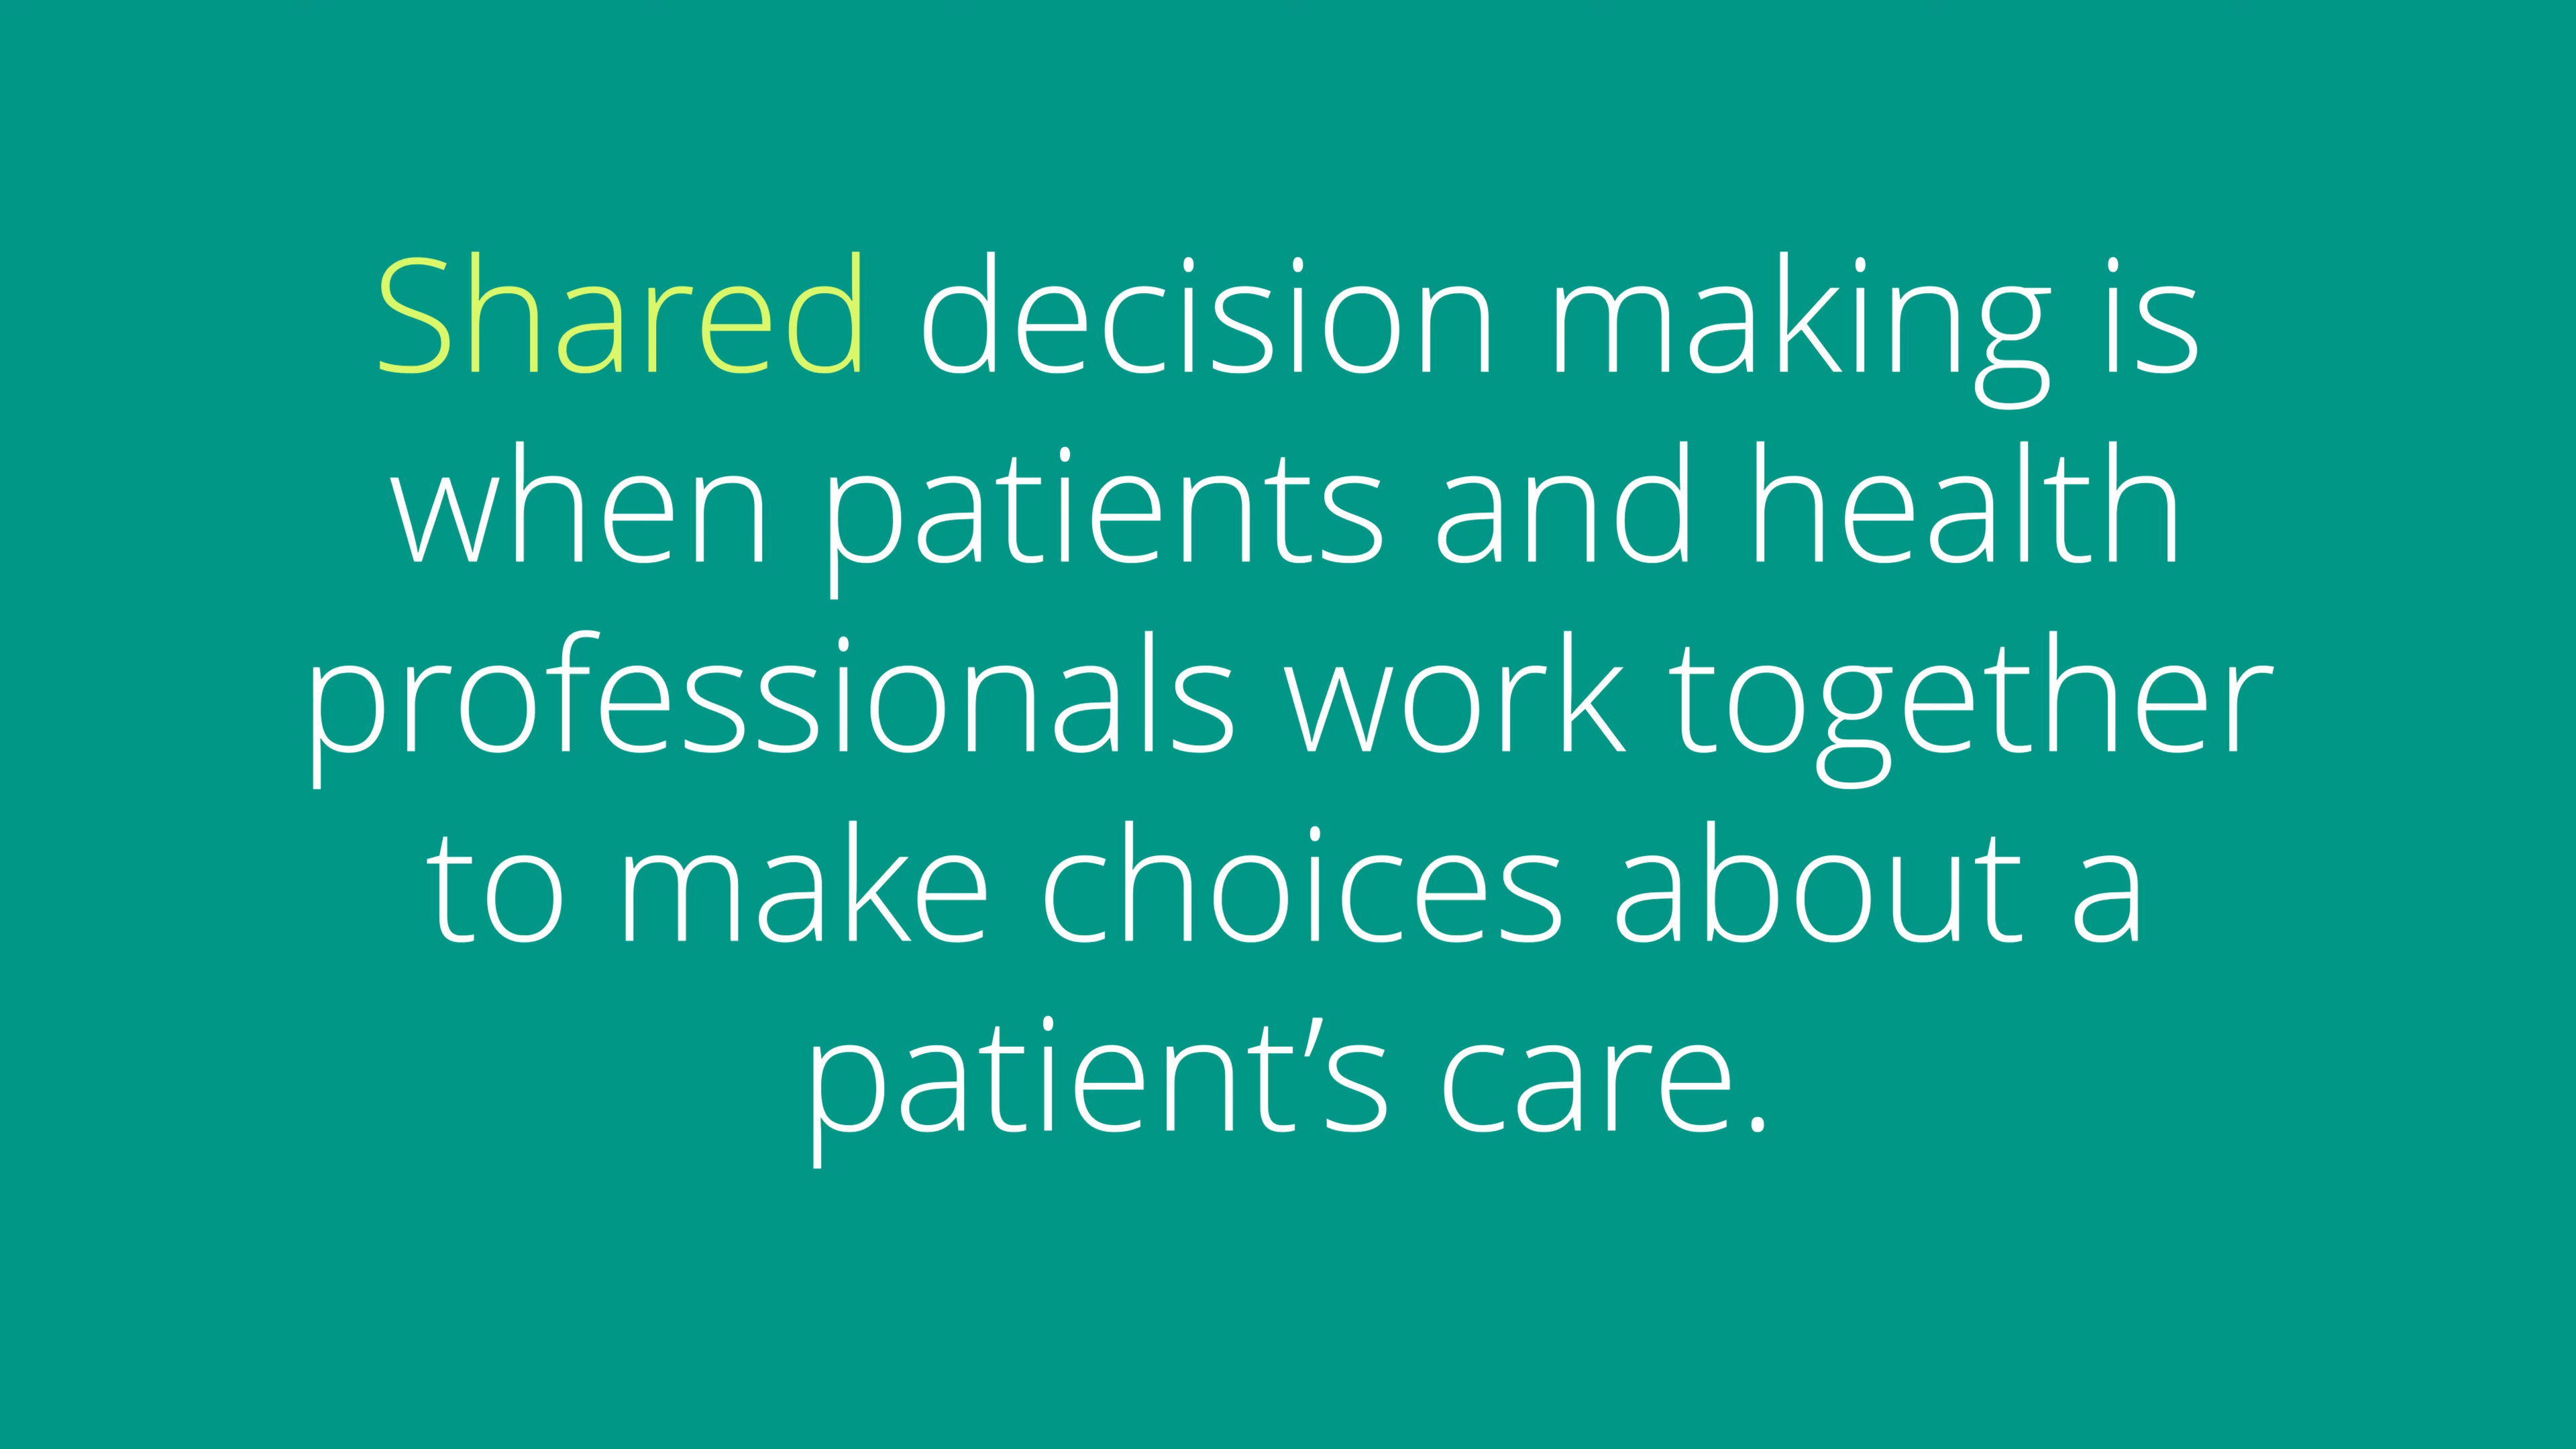 Shared decision making is
when patients and health
professionals work together
to make choices about a
patient’s care.